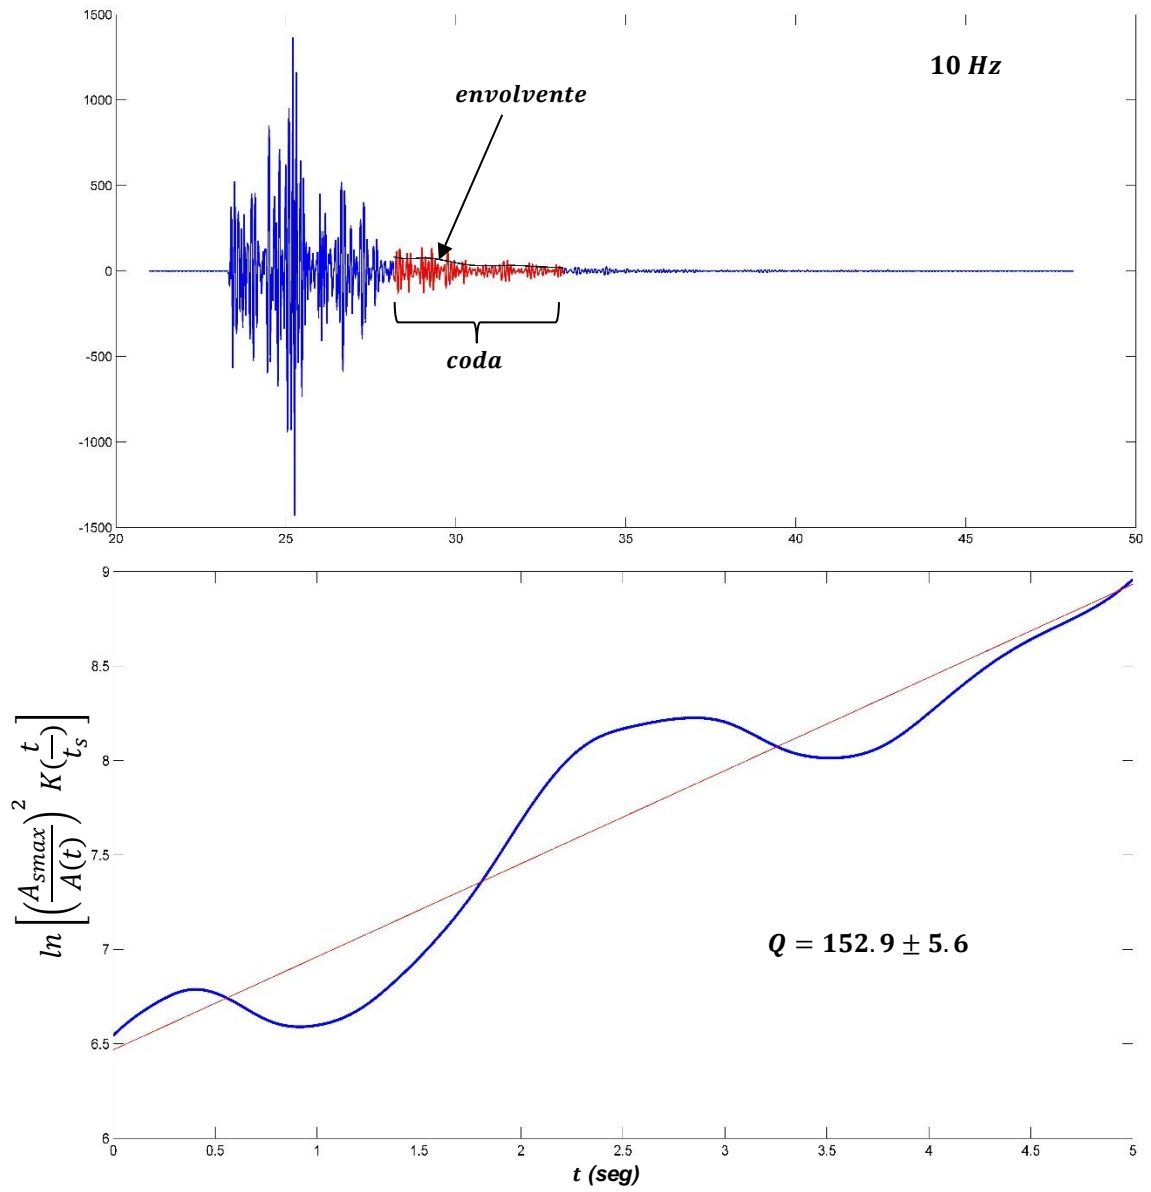 1500
10 Hz
envolvente
1000
500
0
-500
coda
-1000
-1500
20 25 30 35 40 45 50
9
8.5
8
7.5
7
6.5
6
ln [(A_smax / A(t))^2 K(t/t_s)]
Q = 152.9 ± 5.6
0 0.5 1 1.5 2 2.5 3 3.5 4 4.5 5
t (seg)